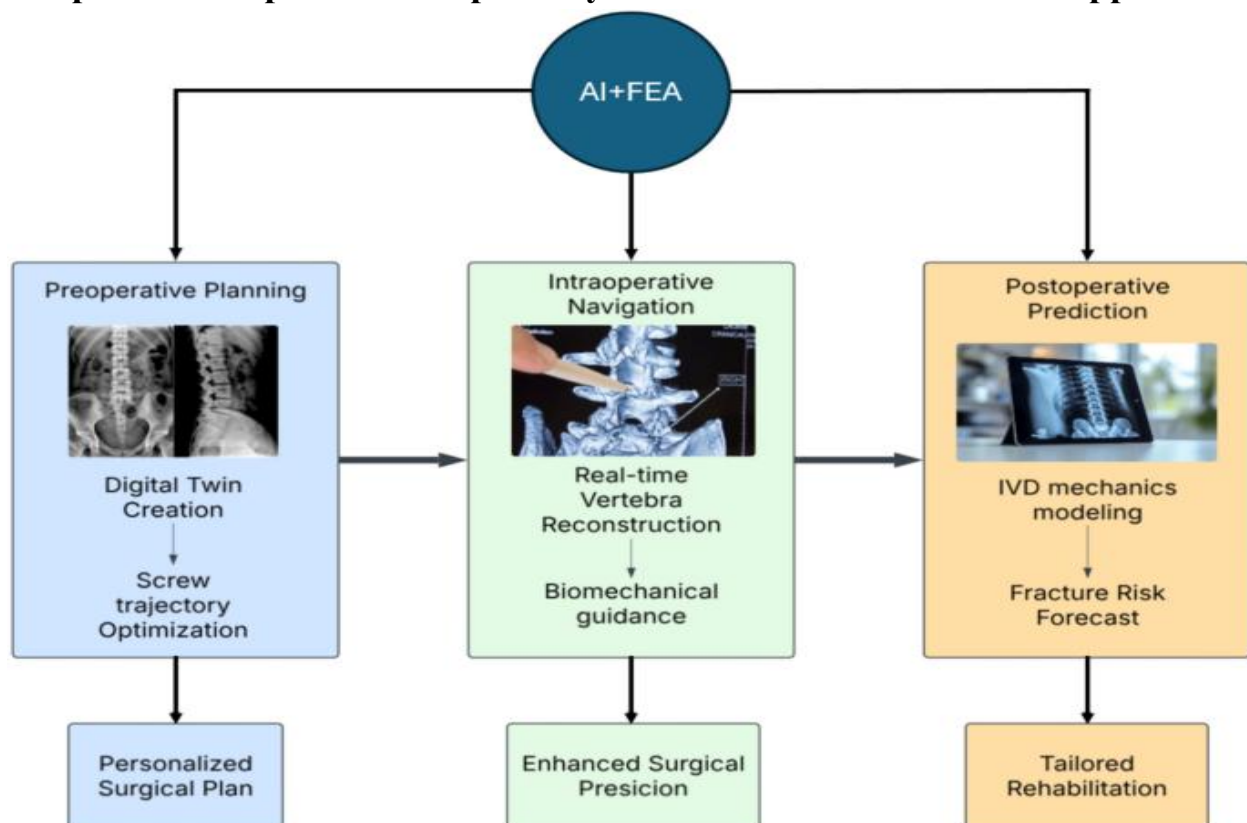 AI+FEA
Preoperative Planning
Digital Twin
Creation
Screw
trajectory
Optimization
Personalized
Surgical Plan
Intraoperative
Navigation
Real-time
Vertebra
Reconstruction
Biomechanical
guidance
Enhanced Surgical
Presicion
Postoperative
Prediction
IVD mechanics
modeling
Fracture Risk
Forecast
Tailored
Rehabilitation